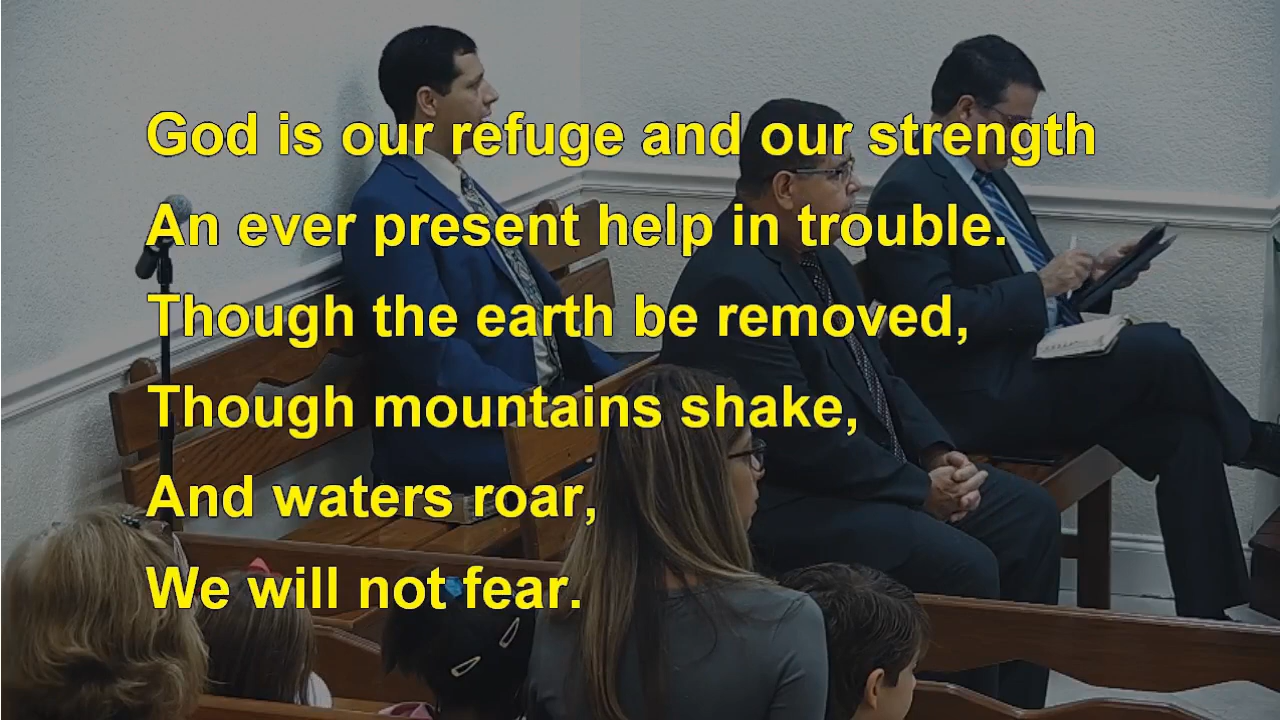 God is our refuge and our strength
An ever present help in trouble.
Though the earth be removed,
Though mountains shake,
And waters roar,
We will not fear.